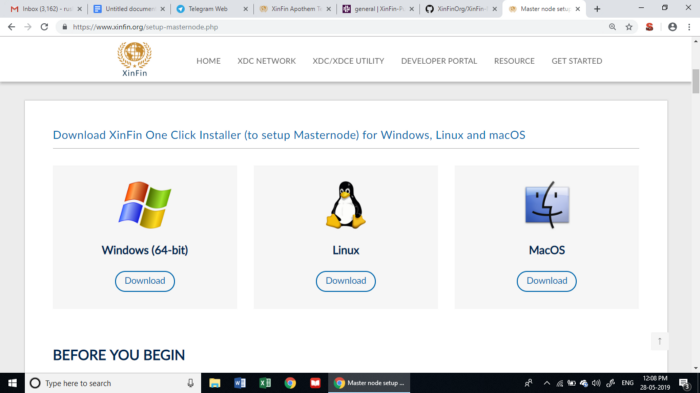 Inbox (3,162) - rus
Untitled document
Telegram Web
XinFin Apothem T
general | XinFin-P
XinFinOrg/XinFin
Master node setup
https://www.xinfin.org/setup-masternode.php
XinFin
HOME
XDC NETWORK
XDC/XDCE UTILITY
DEVELOPER PORTAL
RESOURCE
GET STARTED
Download XinFin One Click Installer (to setup Masternode) for Windows, Linux and macOS
Windows (64-bit)
Linux
MacOS
Download
Download
Download
BEFORE YOU BEGIN
Type here to search
Master node setup ...
ENG
12:08 PM
28-05-2019